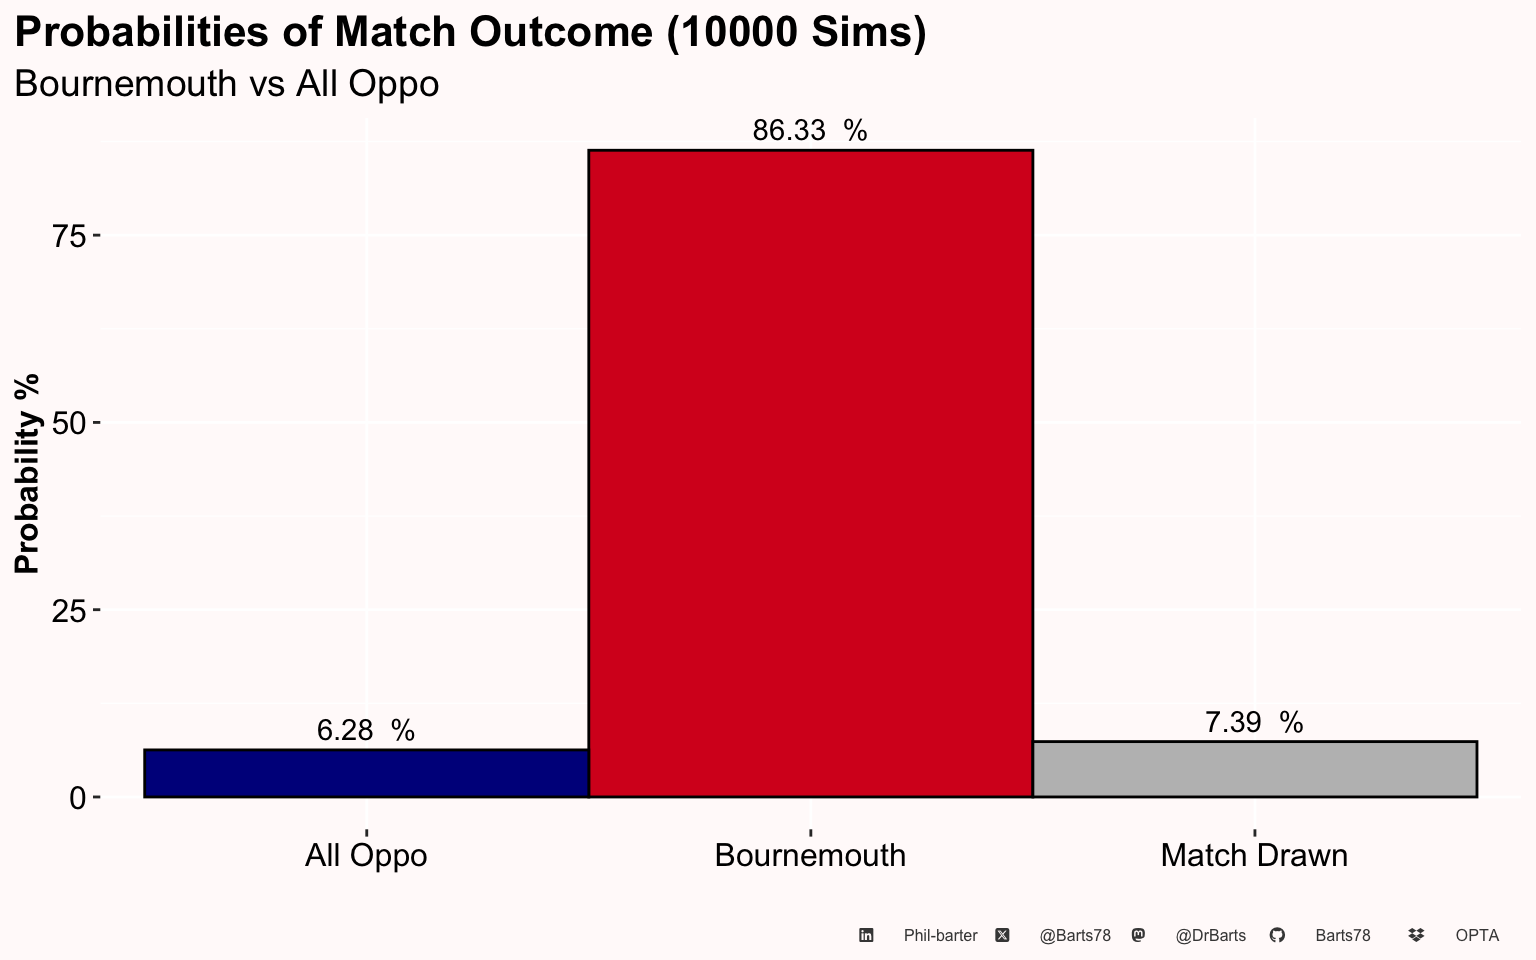 Probabilities of Match Outcome (10000 Sims)
Bournemouth vs All Oppo
86.33 %
75
50
25
0
Probability %
6.28 %
7.39 %
All Oppo
Bournemouth
Match Drawn
Phil-barter @Barts78 @DrBarts Barts78 OPTA